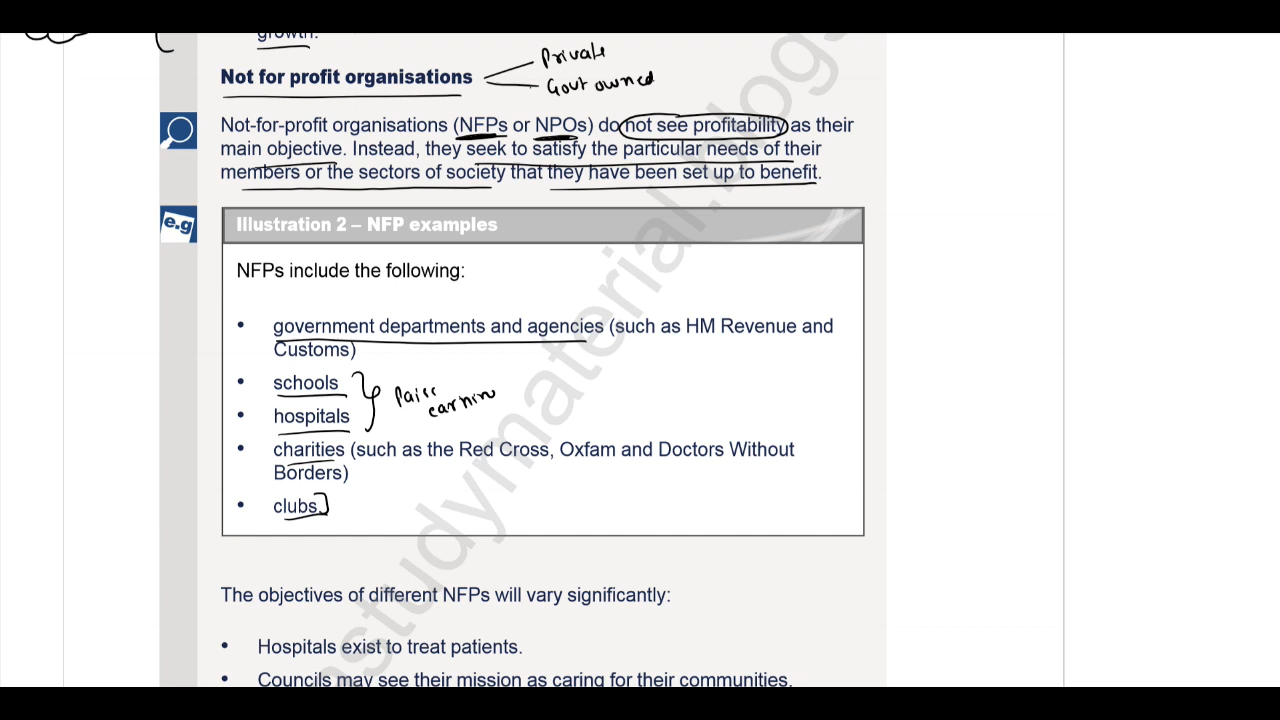 growth.
Not for profit organisations
Private
Govt owned
Not-for-profit organisations (NFPs or NPOs) do not see profitability as their
main objective. Instead, they seek to satisfy the particular needs of their
members or the sectors of society that they have been set up to benefit.
e.g
Illustration 2 – NFP examples
NFPs include the following:
• government departments and agencies (such as HM Revenue and
Customs)
• schools
• hospitals
earning
• charities (such as the Red Cross, Oxfam and Doctors Without
Borders)
• clubs.
The objectives of different NFPs will vary significantly:
• Hospitals exist to treat patients.
• Councils may see their mission as caring for their communities.
studymaterial.blogs